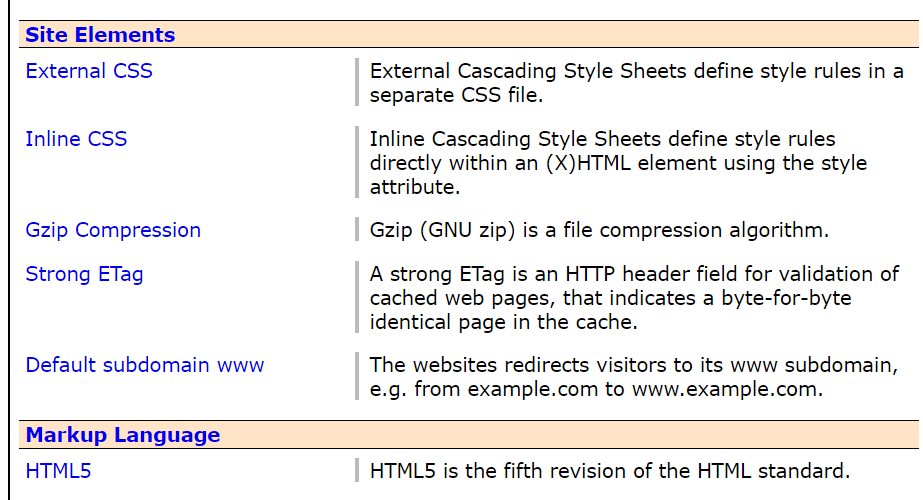 Site Elements
External CSS
External Cascading Style Sheets define style rules in a
separate CSS file.
Inline CSS
Inline Cascading Style Sheets define style rules
directly within an (X)HTML element using the style
attribute.
Gzip Compression
Gzip (GNU zip) is a file compression algorithm.
Strong ETag
A strong ETag is an HTTP header field for validation of
cached web pages, that indicates a byte-for-byte
identical page in the cache.
Default subdomain www
The websites redirects visitors to its www subdomain,
e.g. from example.com to www.example.com.
Markup Language
HTML5
HTML5 is the fifth revision of the HTML standard.